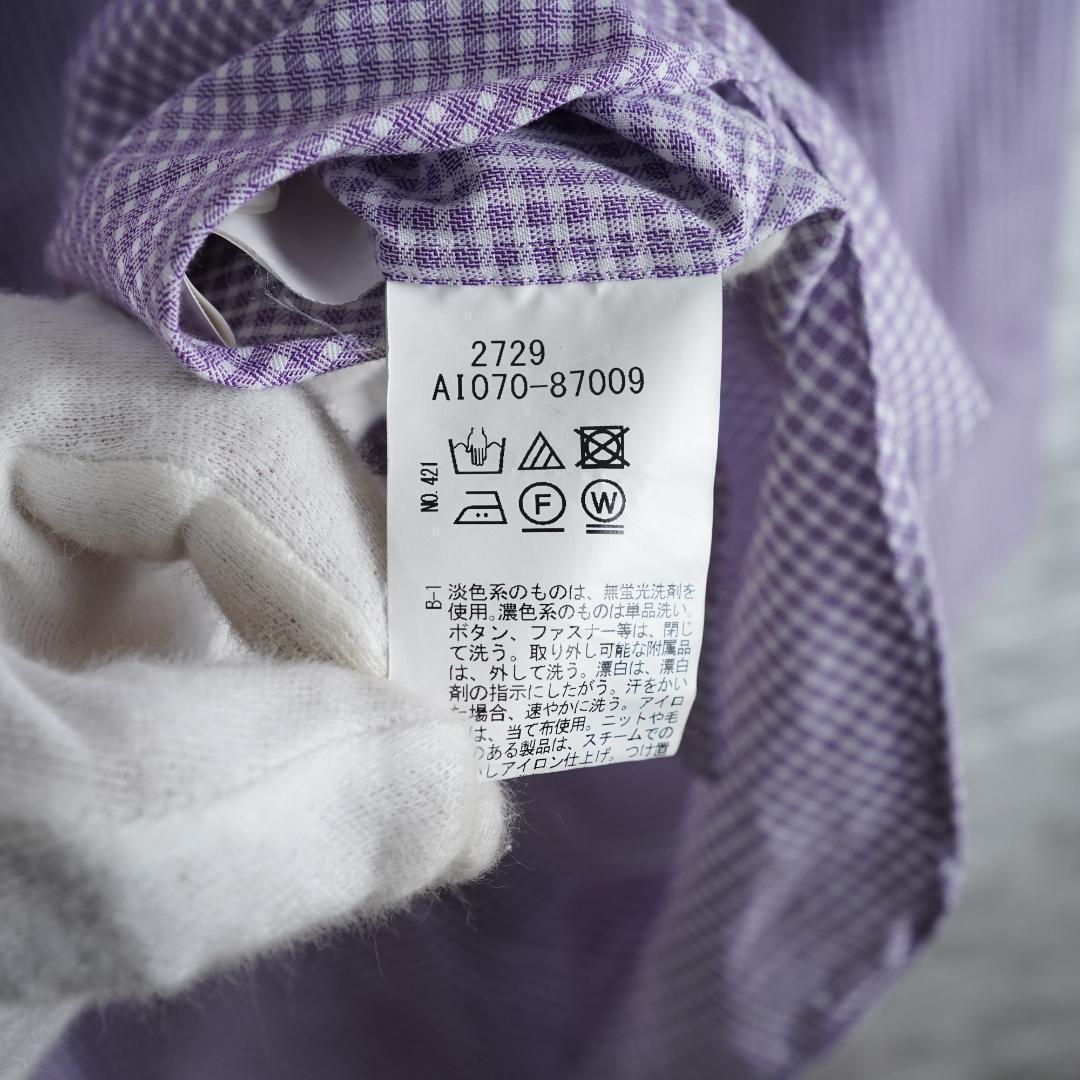 2729
AI070-87009
NO. 421
F
W
B-1
淡色系のものは、無蛍光洗剤を
使用。濃色系のものは単品洗い。
ボタン、ファスナー等は、閉じ
て洗う。取り外し可能な附属品
は、外して洗う。漂白は、漂白
剤の指示にしたがう。汗をかい
た場合、速やかに洗う。アイロ
は、当て布使用。ニットや毛
のある製品は、スチームでの
しアイロン仕上げ。つけ置